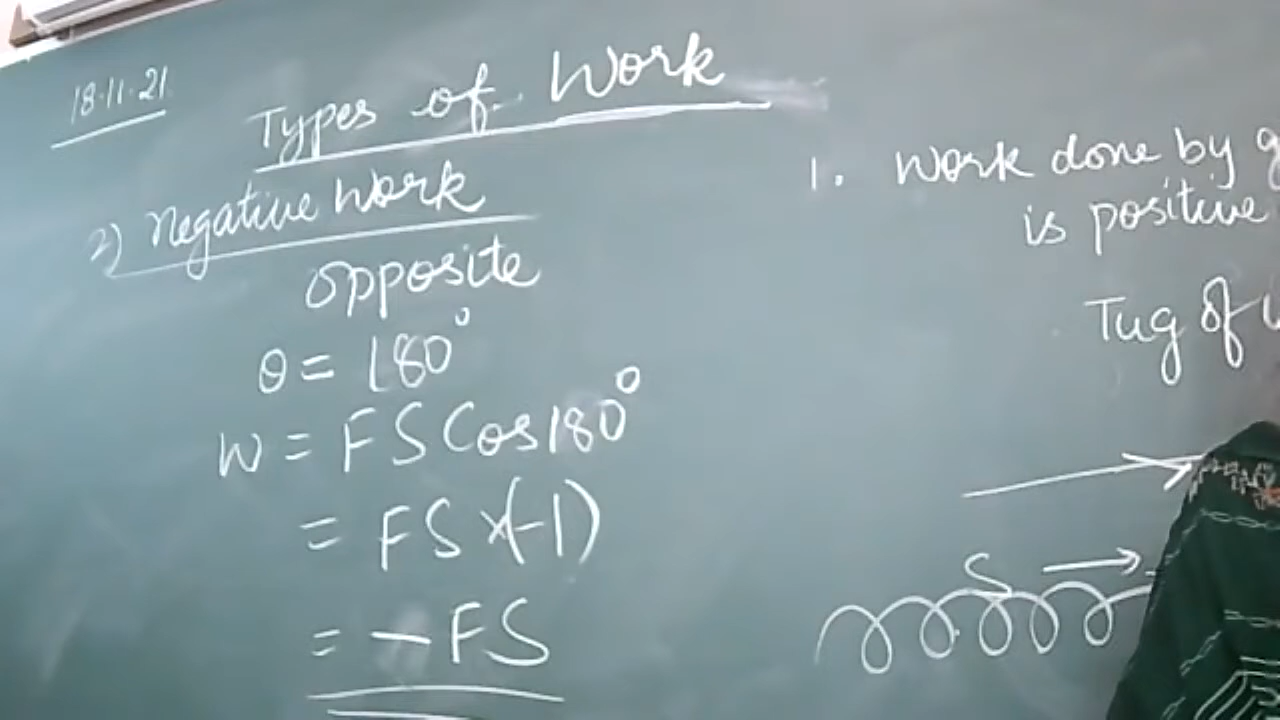 18.11.21
Types of Work
2) Negative Work
Opposite
θ = 180°
W = FS Cos180°
= FS×(-1)
= -FS
1. Work done by
is positive
Tug of
S